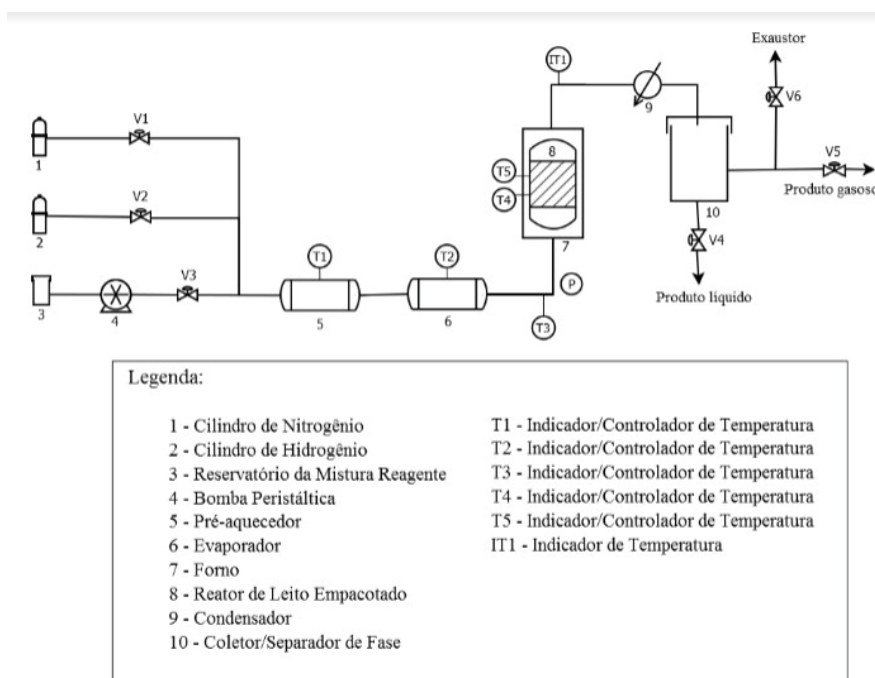 Exaustor
IT1
V6
9
V1
8
V5
T5
1
Produto gasoso
V2
T4
10
7
V4
2
T1
T2
V3
P
Produto líquido
3
4
5
6
T3
Legenda:
1 - Cilindro de Nitrogênio
2 - Cilindro de Hidrogênio
3 - Reservatório da Mistura Reagente
4 - Bomba Peristáltica
5 - Pré-aquecedor
6 - Evaporador
7 - Forno
8 - Reator de Leito Empacotado
9 - Condensador
10 - Coletor/Separador de Fase
T1 - Indicador/Controlador de Temperatura
T2 - Indicador/Controlador de Temperatura
T3 - Indicador/Controlador de Temperatura
T4 - Indicador/Controlador de Temperatura
T5 - Indicador/Controlador de Temperatura
IT1 - Indicador de Temperatura